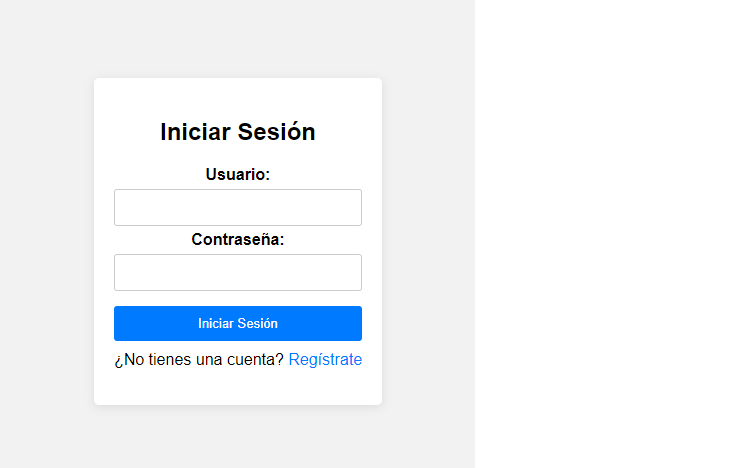 Iniciar Sesión
Usuario:
Contraseña:
Iniciar Sesión
¿No tienes una cuenta? Regístrate